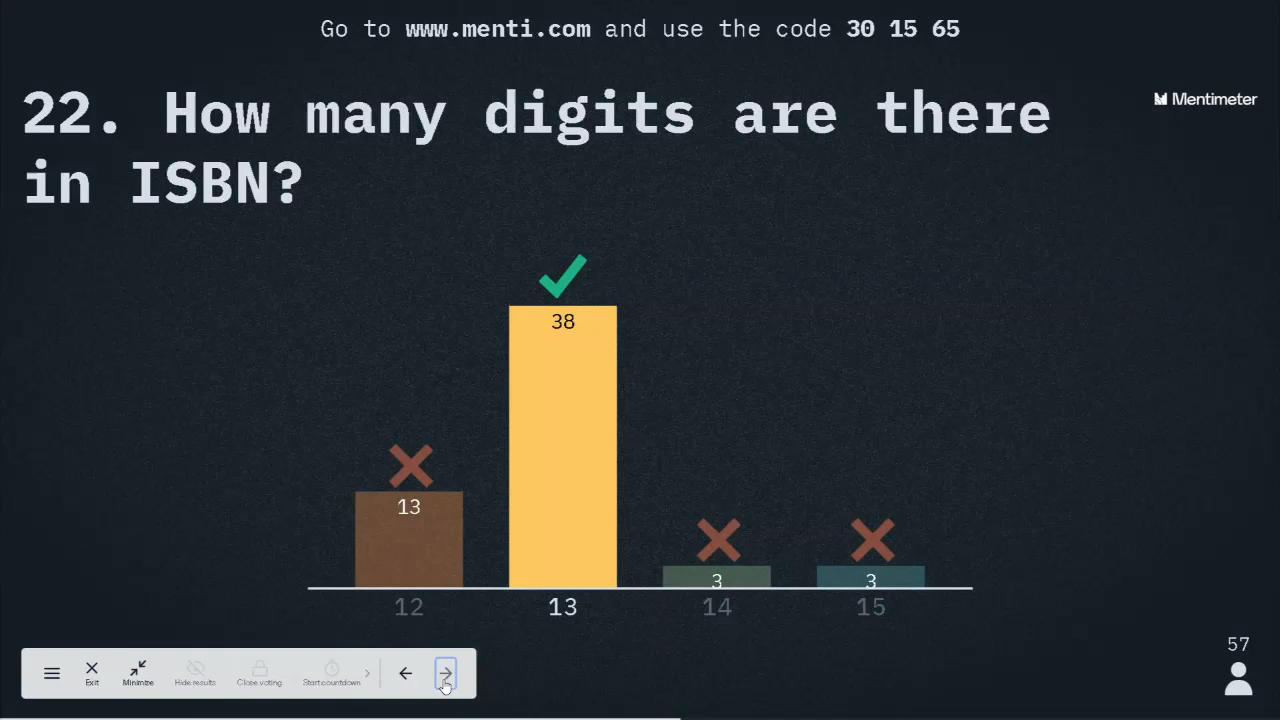 Go to www.menti.com and use the code 30 15 65
Mentimeter
22. How many digits are there
in ISBN?
38
13
3
3
12
13
14
15
57
Exit
Minimize
Hide results
Close voting
Start countdown